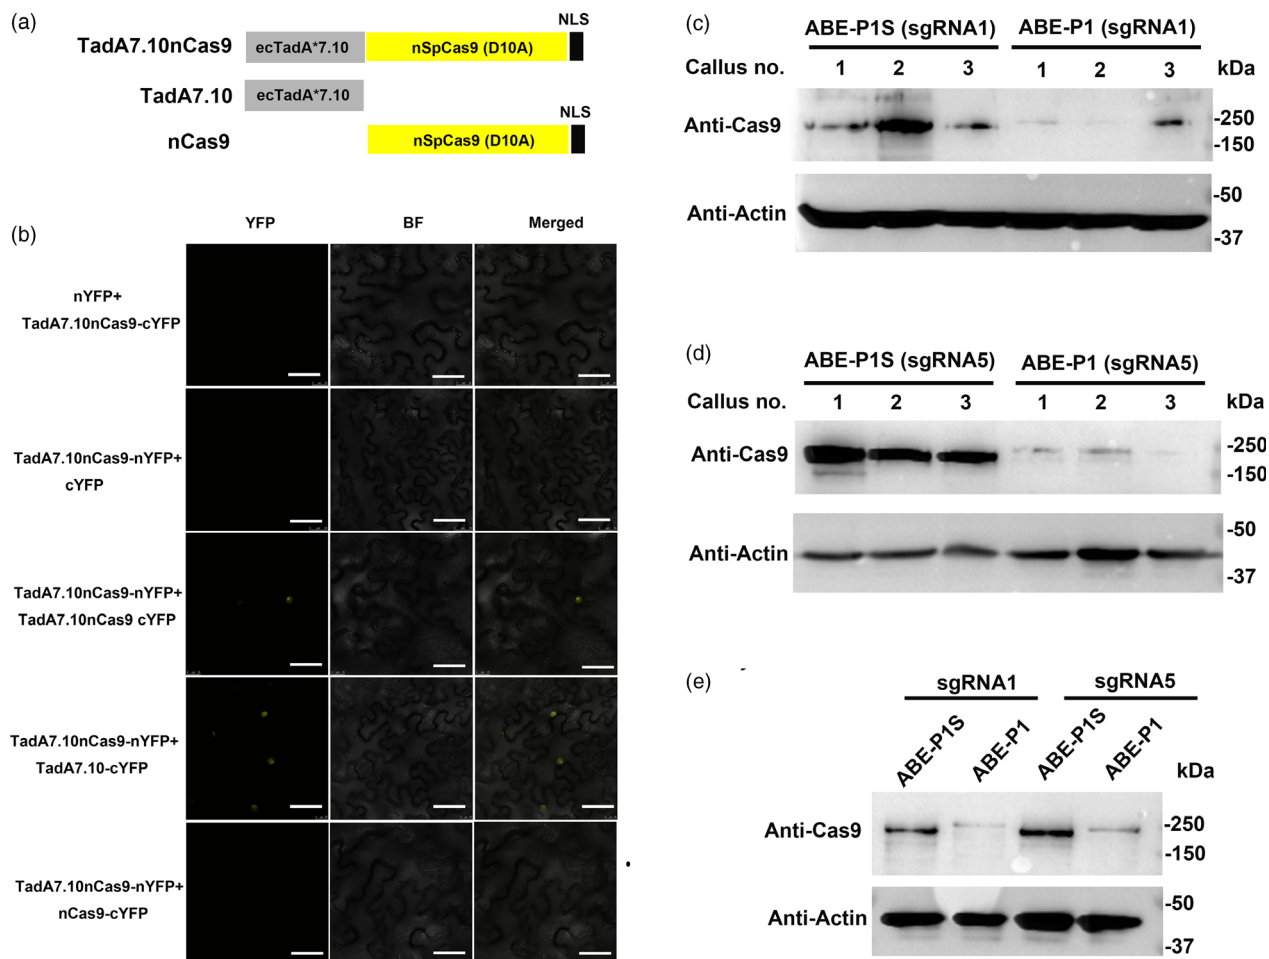 (a)
NLS
TadA7.10nCas9
ecTadA*7.10
nSpCas9 (D10A)
TadA7.10
ecTadA*7.10
NLS
nCas9
nSpCas9 (D10A)
(b)
YFP BF Merged
nYFP+
TadA7.10nCas9-cYFP
TadA7.10nCas9-nYFP+
cYFP
TadA7.10nCas9-nYFP+
TadA7.10nCas9 cYFP
TadA7.10nCas9-nYFP+
TadA7.10-cYFP
TadA7.10nCas9-nYFP+
nCas9-cYFP
(c)
ABE-P1S (sgRNA1) ABE-P1 (sgRNA1)
Callus no. 1 2 3 1 2 3 kDa
Anti-Cas9
-250
-150
Anti-Actin
-50
-37
(d)
ABE-P1S (sgRNA5) ABE-P1 (sgRNA5)
Callus no. 1 2 3 1 2 3 kDa
Anti-Cas9
-250
-150
Anti-Actin
-50
-37
(e)
sgRNA1 sgRNA5
ABE-P1S ABE-P1 ABE-P1S ABE-P1
kDa
Anti-Cas9
-250
-150
Anti-Actin
-50
-37